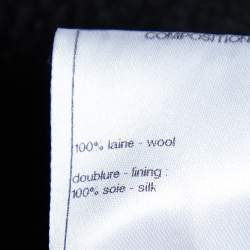 COMPOSITION
100% laine - wool
doublure - lining :
100% soie - silk